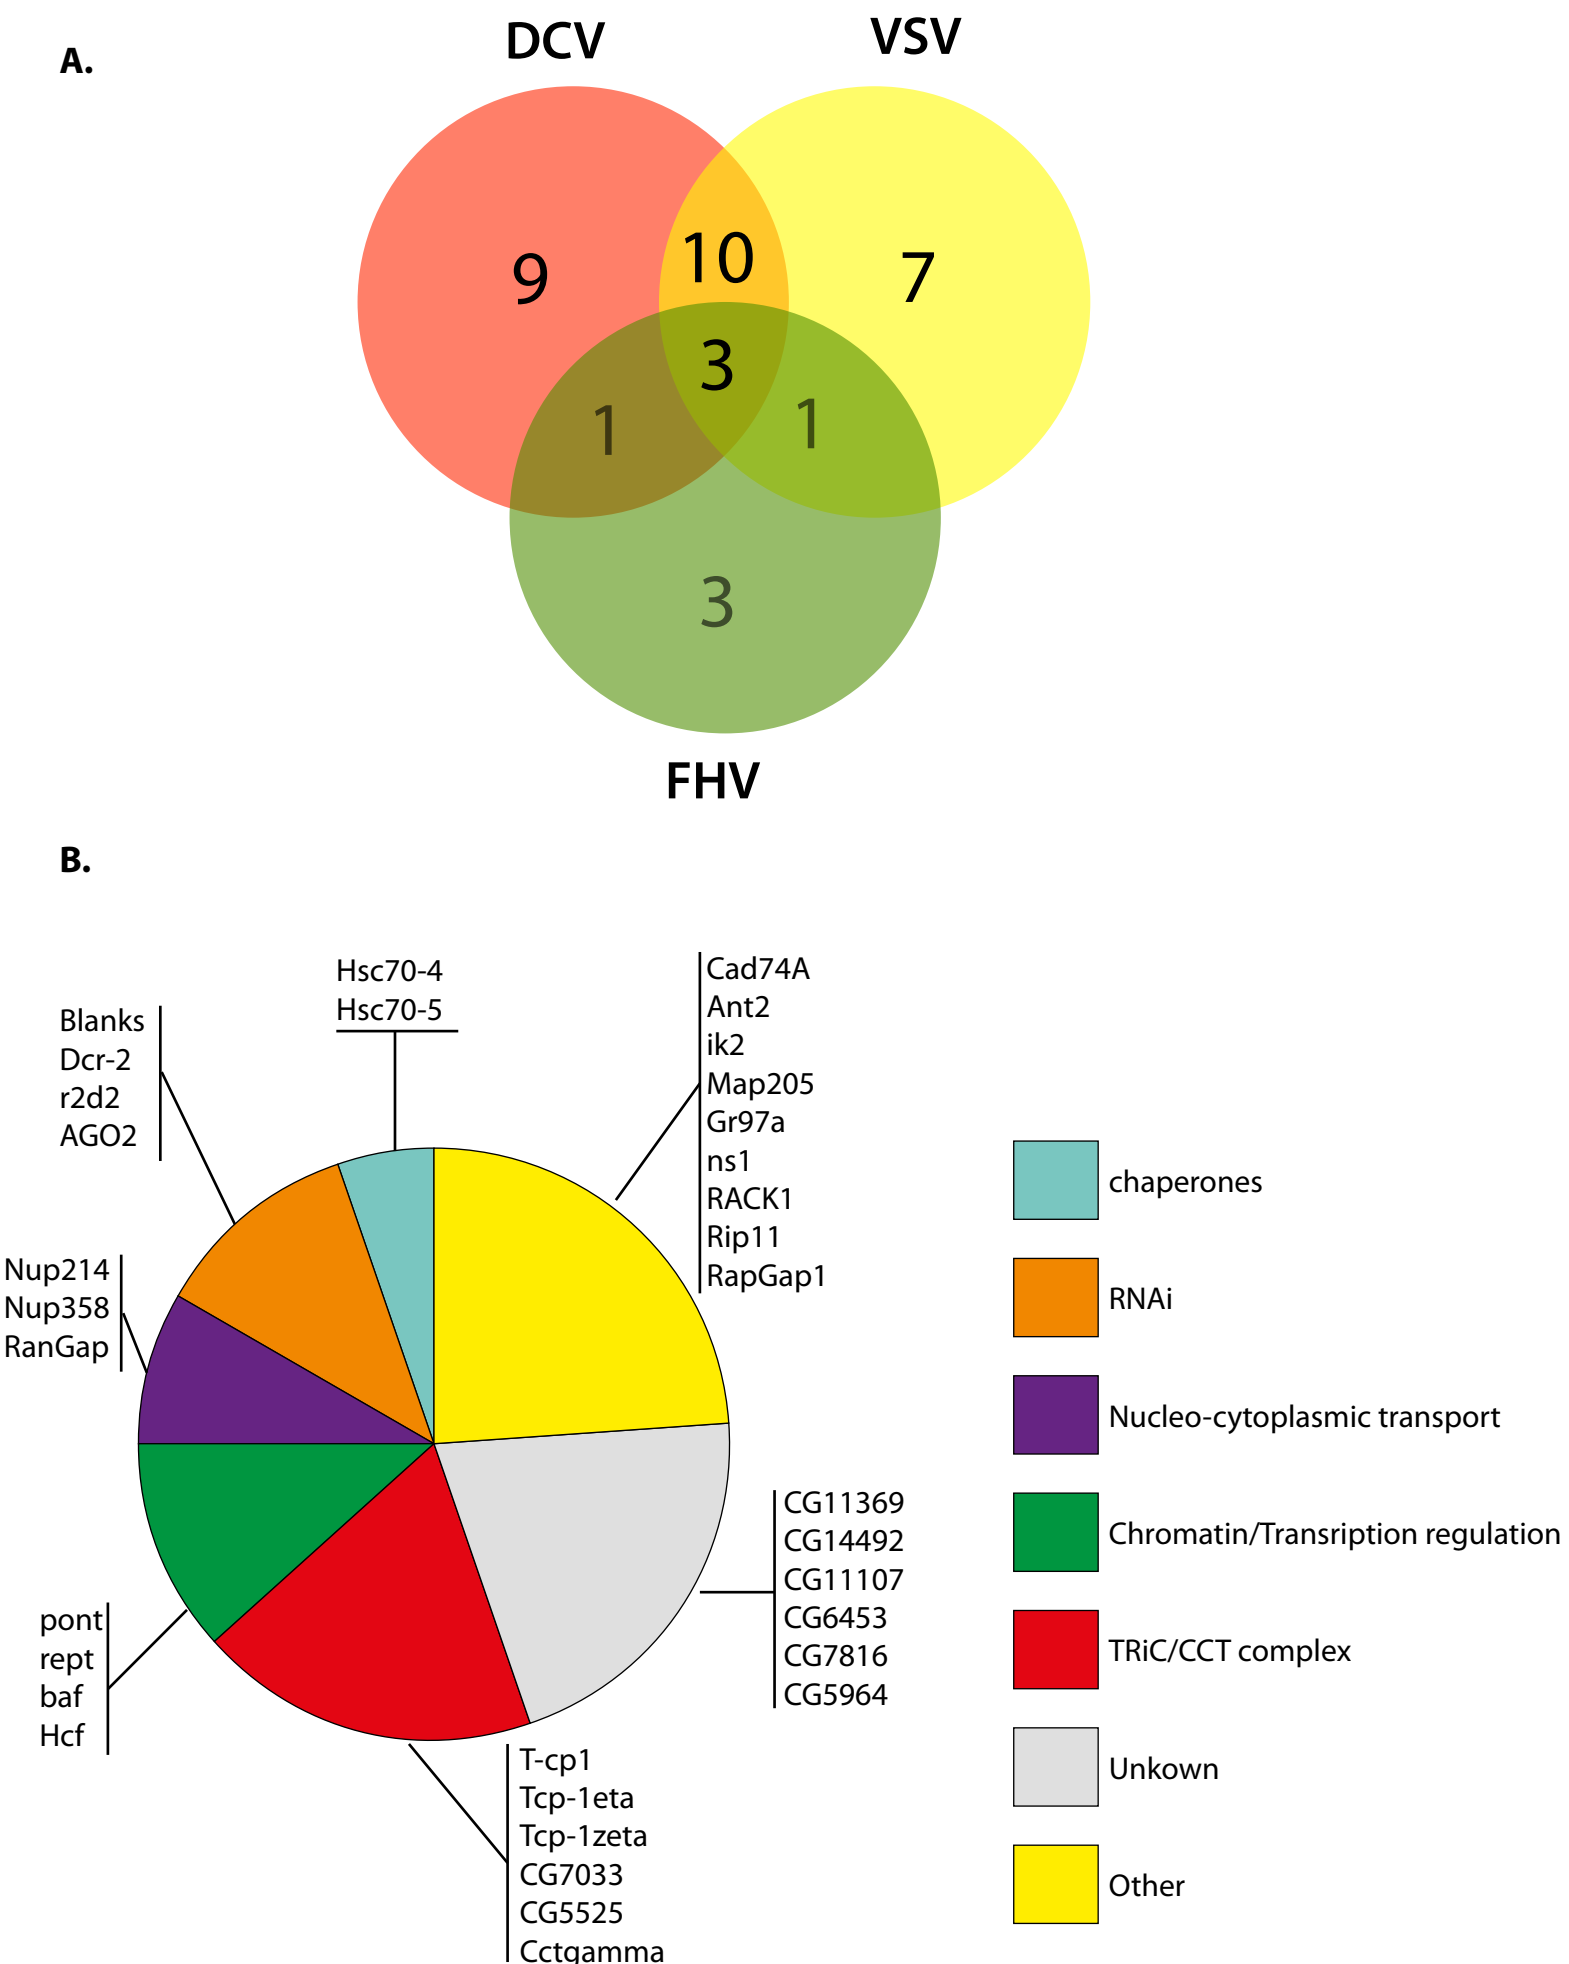 A.
DCV
VSV
9
10
7
3
1
1
3
FHV
B.
Hsc70-4
Hsc70-5
Cad74A
Ant2
ik2
Map205
Gr97a
ns1
RACK1
Rip11
RapGap1
Blanks
Dcr-2
r2d2
AGO2
Nup214
Nup358
RanGap
pont
rept
baf
Hcf
T-cp1
Tcp-1eta
Tcp-1zeta
CG7033
CG5525
Cctgamma
CG11369
CG14492
CG11107
CG6453
CG7816
CG5964
chaperones
RNAi
Nucleo-cytoplasmic transport
Chromatin/Transription regulation
TRiC/CCT complex
Unkown
Other